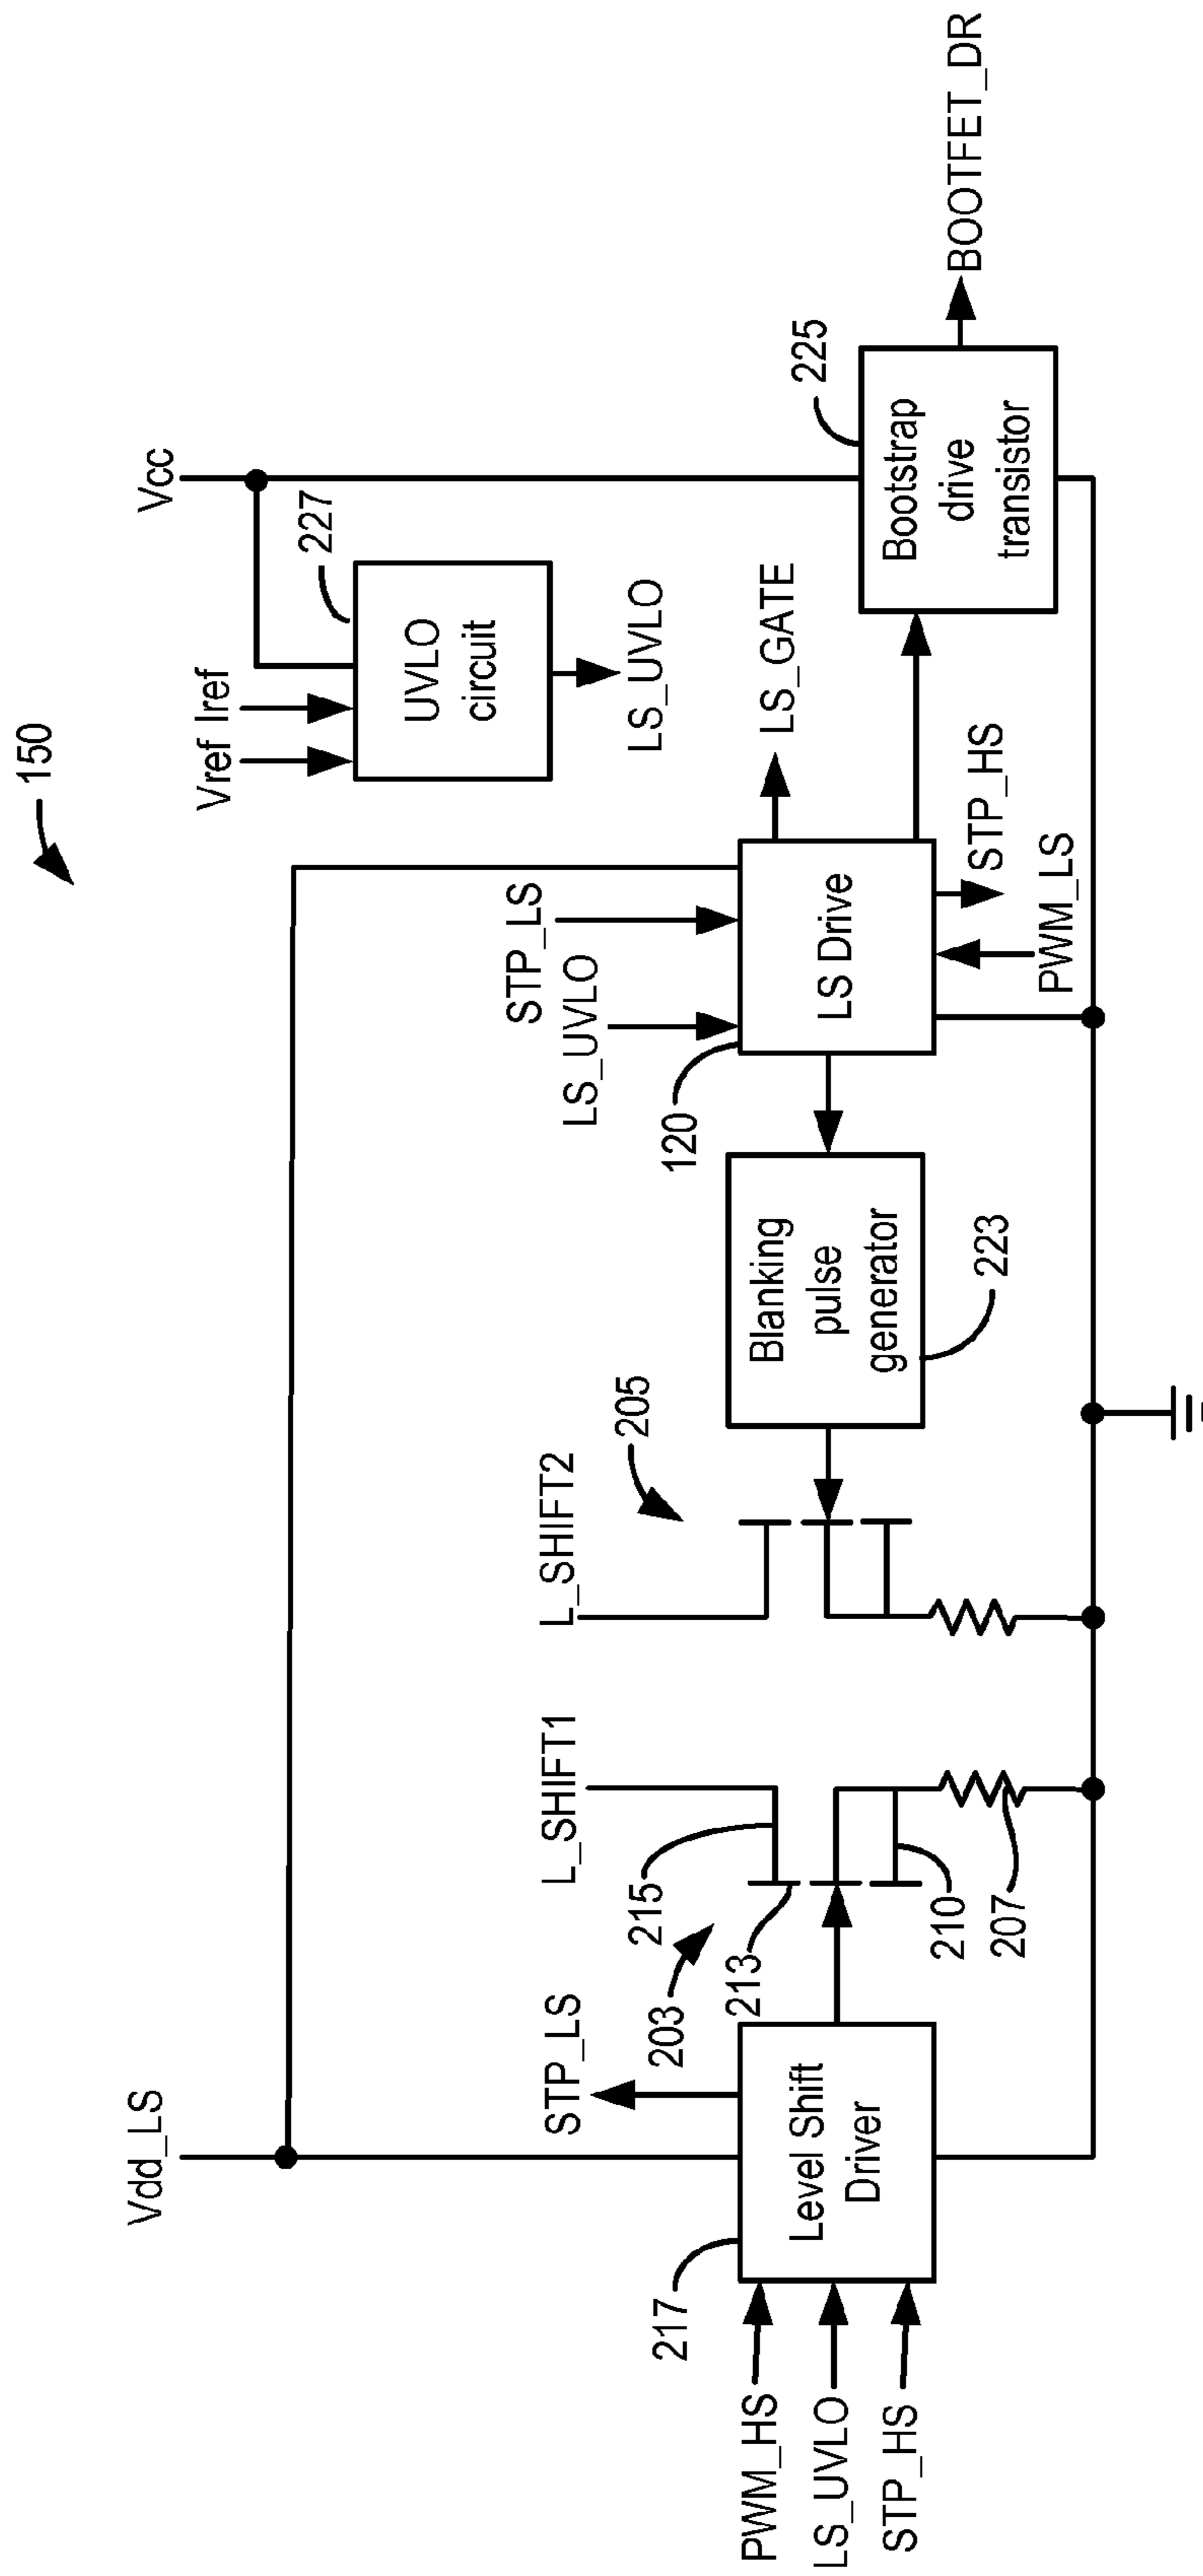 150
Vdd_LS
Vcc
Vref
Iref
227
UVLO
circuit
LS_UVLO
STP_LS
L_SHIFT1
L_SHIFT2
205
STP_LS
LS_UVLO
LS_GATE
225
217
203
215
213
120
PWM_HS
LS_UVLO
STP_HS
Level Shift
Driver
210
207
Blanking
pulse
generator
223
LS Drive
STP_HS
PWM_LS
Bootstrap
drive
transistor
BOOTFET_DR